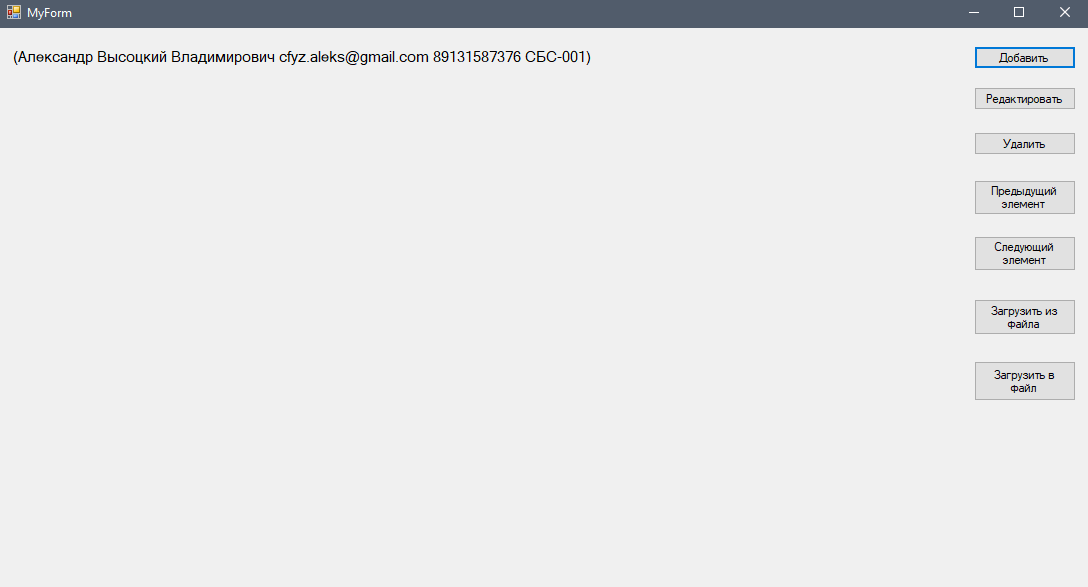 MyForm
(Александр Высоцкий Владимирович cfyz.aleks@gmail.com 89131587376 СБС-001)
Добавить
Редактировать
Удалить
Предыдущий
элемент
Следующий
элемент
Загрузить из
файла
Загрузить в
файл